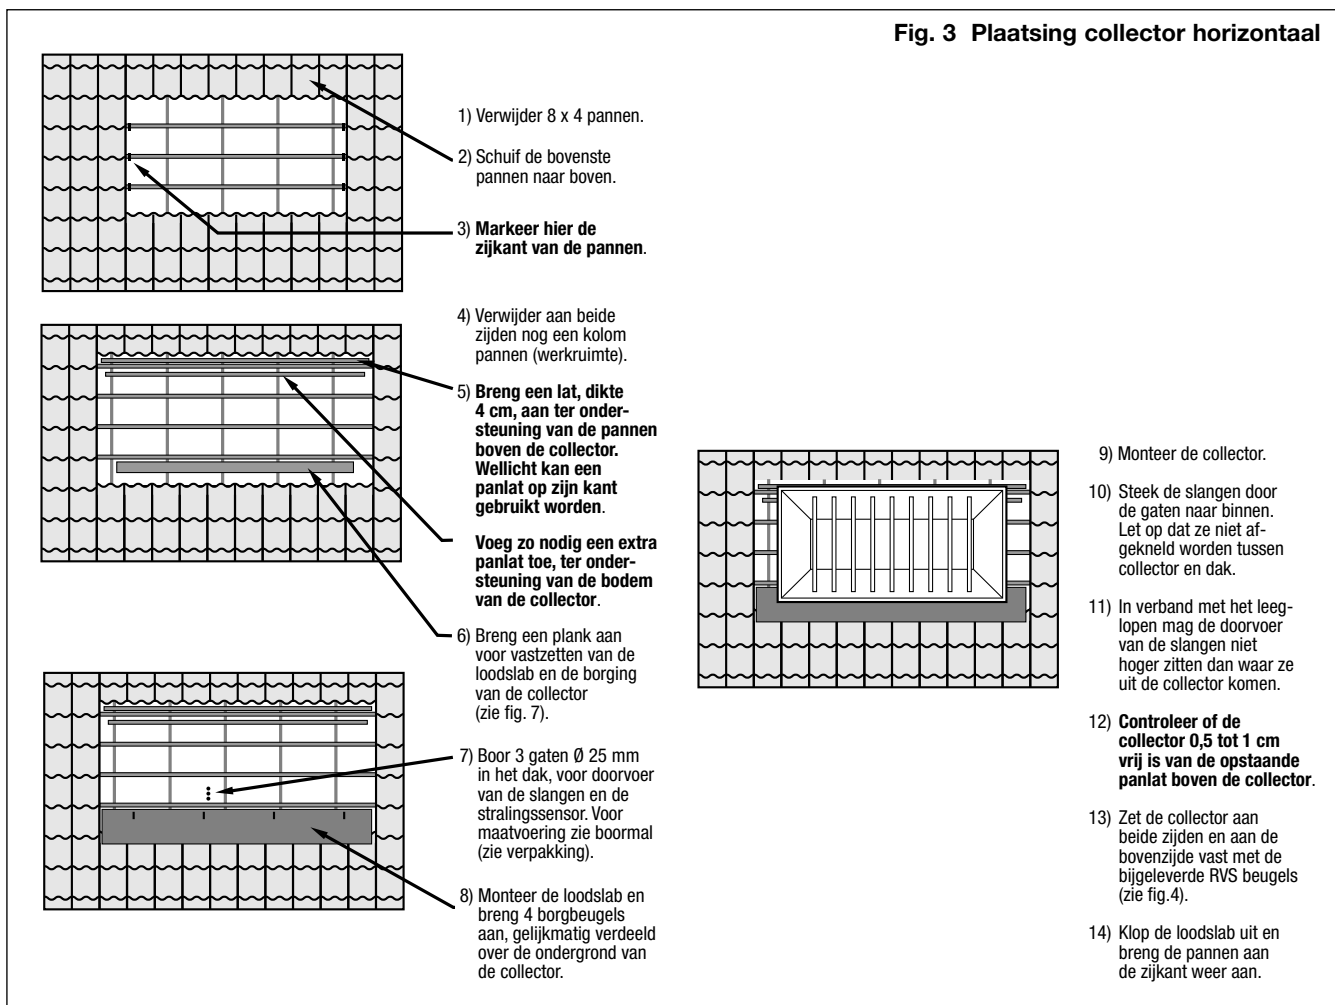 Fig. 3 Plaatsing collector horizontaal
1) Verwijder 8 x 4 pannen.
2) Schuif de bovenste
pannen naar boven.
3) Markeer hier de
zijkant van de pannen.
4) Verwijder aan beide
zijden nog een kolom
pannen (werkruimte).
5) Breng een lat, dikte
4 cm, aan ter onder-
steuning van de pannen
boven de collector.
Wellicht kan een
panlat op zijn kant
gebruikt worden.
Voeg zo nodig een extra
panlat toe, ter onder-
steuning van de bodem
van de collector.
6) Breng een plank aan
voor vastzetten van de
loodslab en de borging
van de collector
(zie fig. 7).
7) Boor 3 gaten Ø 25 mm
in het dak, voor doorvoer
van de slangen en de
stralingssensor. Voor
maatvoering zie boormal
(zie verpakking).
8) Monteer de loodslab en
breng 4 borgbeugels
aan, gelijkmatig verdeeld
over de ondergrond van
de collector.
9) Monteer de collector.
10) Steek de slangen door
de gaten naar binnen.
Let op dat ze niet af-
gekneld worden tussen
collector en dak.
11) In verband met het leeg-
lopen mag de doorvoer
van de slangen niet
hoger zitten dan waar ze
uit de collector komen.
12) Controleer of de
collector 0,5 tot 1 cm
vrij is van de opstaande
panlat boven de collector.
13) Zet de collector aan
beide zijden en aan de
bovenzijde vast met de
bijgeleverde RVS beugels
(zie fig.4).
14) Klop de loodslab uit en
breng de pannen aan
de zijkant weer aan.